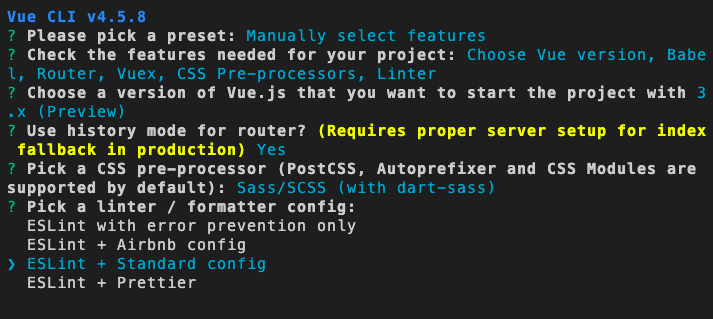 Vue CLI v4.5.8
? Please pick a preset: Manually select features
? Check the features needed for your project: Choose Vue version, Babe
l, Router, Vuex, CSS Pre-processors, Linter
? Choose a version of Vue.js that you want to start the project with 3
.x (Preview)
? Use history mode for router? (Requires proper server setup for index
fallback in production) Yes
? Pick a CSS pre-processor (PostCSS, Autoprefixer and CSS Modules are
supported by default): Sass/SCSS (with dart-sass)
? Pick a linter / formatter config:
ESLint with error prevention only
ESLint + Airbnb config
❯ ESLint + Standard config
ESLint + Prettier